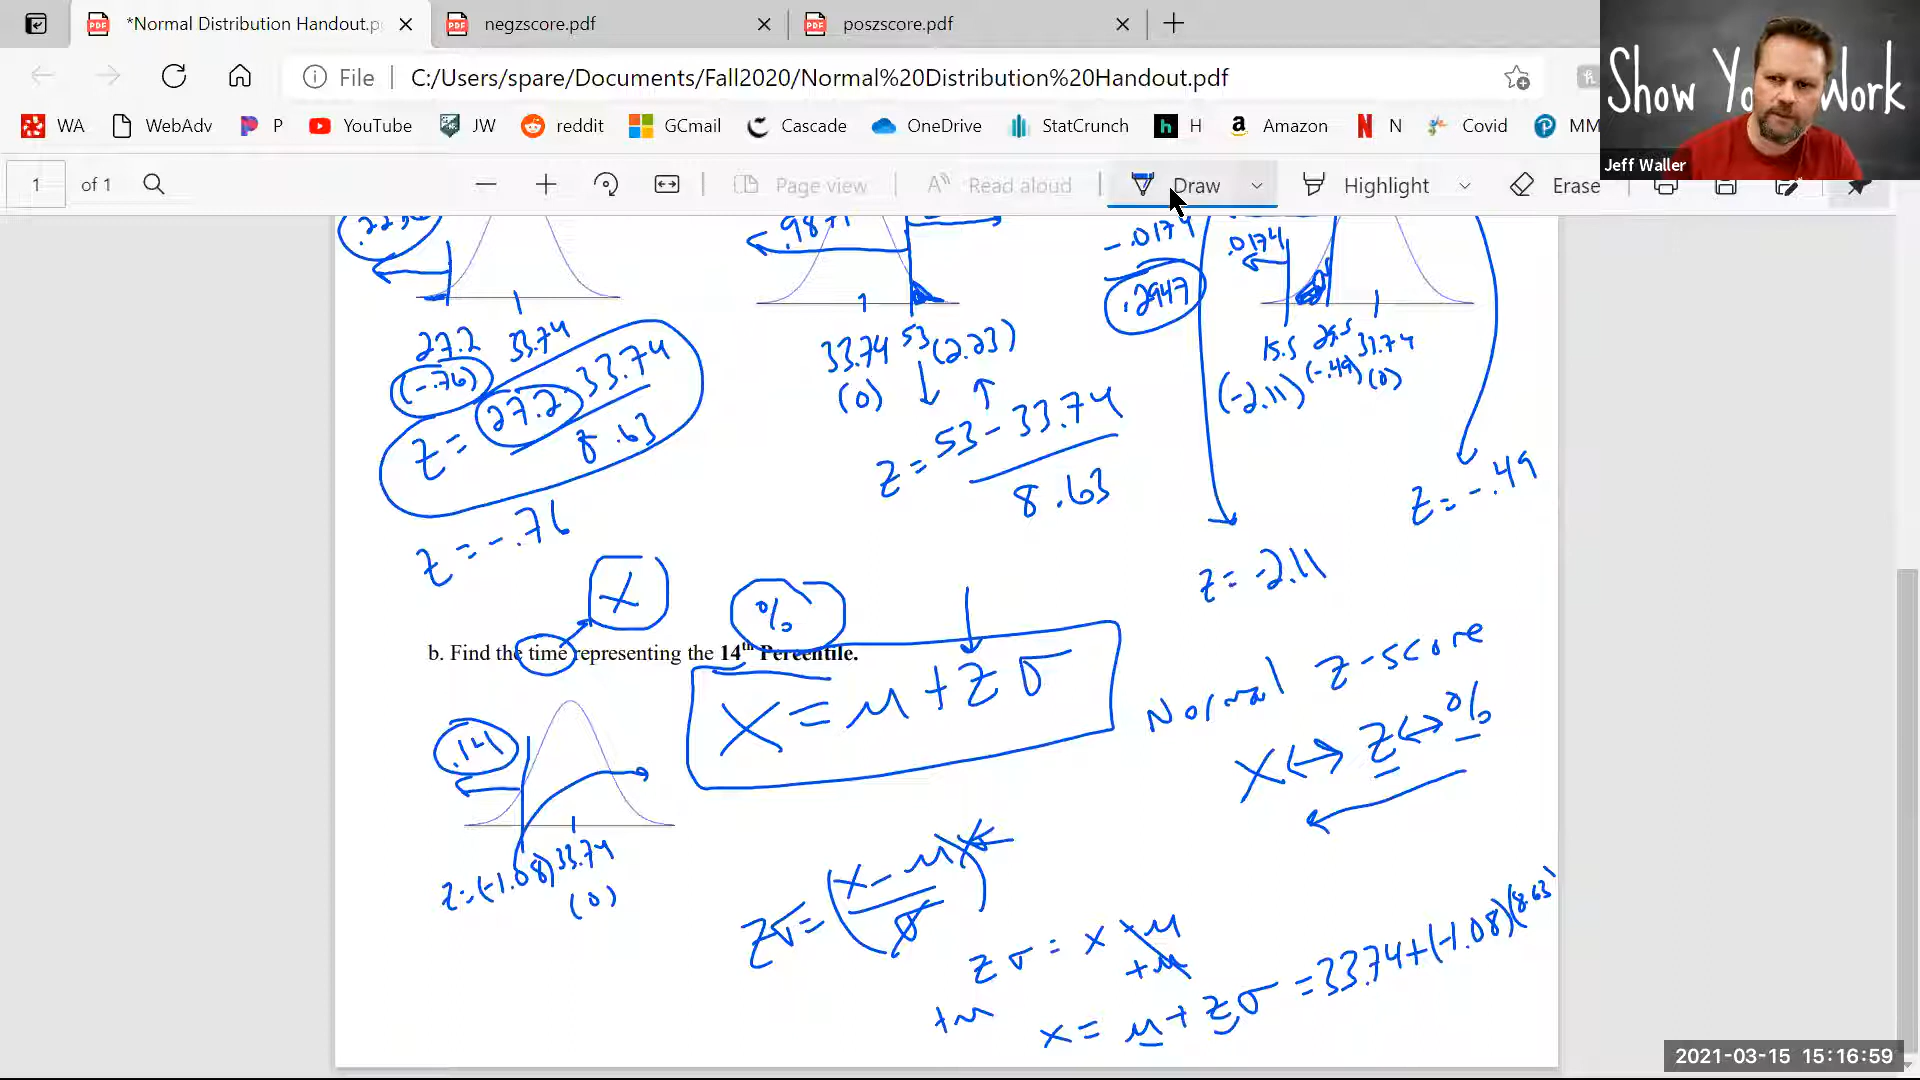 *Normal Distribution Handout.p
negzscore.pdf
poszscore.pdf
File
C:/Users/spare/Documents/Fall2020/Normal%20Distribution%20Handout.pdf
WA
WebAdv
P
YouTube
JW
reddit
GCmail
Cascade
OneDrive
StatCrunch
H
Amazon
N
Covid
MM
Show Yo Work
Jeff Waller
1 of 1
Page view
Read aloud
Draw
Highlight
Erase
27.2 33.74
(-.76)
z = 27.2 33.74
8.63
z = -.76
33.74 53 (2.23)
(0)
z = 53 - 33.74
8.63
-.0174
.2947
.0174
15.5 29.5 33.74
(-2.11) (-.49) (0)
z = -2.11
z = -.49
X
%
b. Find the time representing the 14th Percentile.
X = μ + z σ
Normal z-score
X ↔ z ↔ %
.14
z = (-1.08) 33.74
(0)
zσ = (x - μ
σ)
zσ = x - μ
+μ +μ
x = μ + zσ = 33.74 + (-1.08)(8.63)
2021-03-15 15:16:59